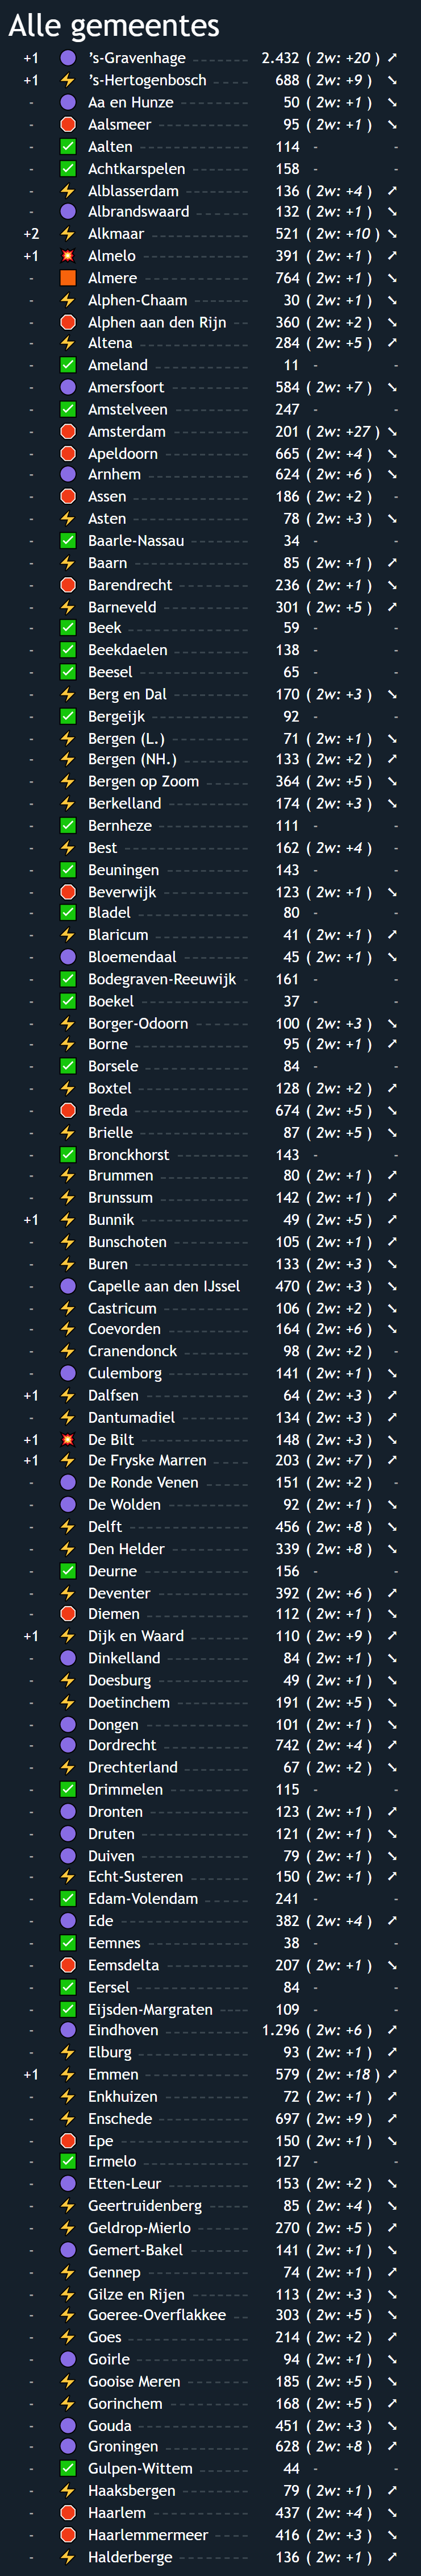 Alle gemeentes
+1 's-Gravenhage 2.432 ( 2w: +20 ) ➚
+1 ’s-Hertogenbosch 688 ( 2w: +9 ) ➘
- Aa en Hunze 50 ( 2w: +1 ) ➘
- Aalsmeer 95 ( 2w: +1 ) ➘
- Aalten 114 - -
- Achtkarspelen 158 - -
- Alblasserdam 136 ( 2w: +4 ) ➚
- Albrandswaard 132 ( 2w: +1 ) ➘
+2 Alkmaar 521 ( 2w: +10 ) ➘
+1 Almelo 391 ( 2w: +1 ) ➚
- Almere 764 ( 2w: +1 ) ➘
- Alphen-Chaam 30 ( 2w: +1 ) ➘
- Alphen aan den Rijn 360 ( 2w: +2 ) ➘
- Altena 284 ( 2w: +5 ) ➚
- Ameland 11 - -
- Amersfoort 584 ( 2w: +7 ) ➘
- Amstelveen 247 - -
- Amsterdam 201 ( 2w: +27 ) ➘
- Apeldoorn 665 ( 2w: +4 ) ➘
- Arnhem 624 ( 2w: +6 ) ➘
- Assen 186 ( 2w: +2 ) -
- Asten 78 ( 2w: +3 ) ➘
- Baarle-Nassau 34 - -
- Baarn 85 ( 2w: +1 ) ➚
- Barendrecht 236 ( 2w: +1 ) ➘
- Barneveld 301 ( 2w: +5 ) ➚
- Beek 59 - -
- Beekdaelen 138 - -
- Beesel 65 - -
- Berg en Dal 170 ( 2w: +3 ) ➘
- Bergeijk 92 - -
- Bergen (L.) 71 ( 2w: +1 ) ➘
- Bergen (NH.) 133 ( 2w: +2 ) ➚
- Bergen op Zoom 364 ( 2w: +5 ) ➘
- Berkelland 174 ( 2w: +3 ) ➘
- Bernheze 111 - -
- Best 162 ( 2w: +4 ) -
- Beuningen 143 - -
- Beverwijk 123 ( 2w: +1 ) ➘
- Bladel 80 - -
- Blaricum 41 ( 2w: +1 ) ➚
- Bloemendaal 45 ( 2w: +1 ) ➘
- Bodegraven-Reeuwijk 161 - -
- Boekel 37 - -
- Borger-Odoorn 100 ( 2w: +3 ) ➘
- Borne 95 ( 2w: +1 ) ➚
- Borsele 84 - -
- Boxtel 128 ( 2w: +2 ) ➚
- Breda 674 ( 2w: +5 ) ➘
- Brielle 87 ( 2w: +5 ) ➘
- Bronckhorst 143 - -
- Brummen 80 ( 2w: +1 ) ➚
- Brunssum 142 ( 2w: +1 ) ➚
+1 Bunnik 49 ( 2w: +5 ) ➚
- Bunschoten 105 ( 2w: +1 ) ➚
- Buren 133 ( 2w: +3 ) ➘
- Capelle aan den IJssel 470 ( 2w: +3 ) ➘
- Castricum 106 ( 2w: +2 ) ➘
- Coevorden 164 ( 2w: +6 ) ➘
- Cranendonck 98 ( 2w: +2 ) -
- Culemborg 141 ( 2w: +1 ) ➘
+1 Dalfsen 64 ( 2w: +3 ) ➚
- Dantumadiel 134 ( 2w: +3 ) ➚
+1 De Bilt 148 ( 2w: +3 ) ➘
+1 De Fryske Marren 203 ( 2w: +7 ) ➚
- De Ronde Venen 151 ( 2w: +2 ) -
- De Wolden 92 ( 2w: +1 ) ➘
- Delft 456 ( 2w: +8 ) ➘
- Den Helder 339 ( 2w: +8 ) ➘
- Deurne 156 - -
- Deventer 392 ( 2w: +6 ) ➚
- Diemen 112 ( 2w: +1 ) ➘
+1 Dijk en Waard 110 ( 2w: +9 ) ➚
- Dinkelland 84 ( 2w: +1 ) ➘
- Doesburg 49 ( 2w: +1 ) ➘
- Doetinchem 191 ( 2w: +5 ) ➘
- Dongen 101 ( 2w: +1 ) ➘
- Dordrecht 742 ( 2w: +4 ) ➚
- Drechterland 67 ( 2w: +2 ) ➘
- Drimmelen 115 - -
- Dronten 123 ( 2w: +1 ) ➚
- Druten 121 ( 2w: +1 ) ➘
- Duiven 79 ( 2w: +1 ) ➘
- Echt-Susteren 150 ( 2w: +1 ) ➚
- Edam-Volendam 241 - -
- Ede 382 ( 2w: +4 ) ➚
- Eemnes 38 - -
- Eemsdelta 207 ( 2w: +1 ) ➘
- Eersel 84 - -
- Eijsden-Margraten 109 - -
- Eindhoven 1.296 ( 2w: +6 ) ➚
- Elburg 93 ( 2w: +1 ) ➚
+1 Emmen 579 ( 2w: +18 ) ➚
- Enkhuizen 72 ( 2w: +1 ) ➚
- Enschede 697 ( 2w: +9 ) ➚
- Epe 150 ( 2w: +1 ) ➘
- Ermelo 127 - -
- Etten-Leur 153 ( 2w: +2 ) ➘
- Geertruidenberg 85 ( 2w: +4 ) ➘
- Geldrop-Mierlo 270 ( 2w: +5 ) ➚
- Gemert-Bakel 141 ( 2w: +1 ) ➘
- Gennep 74 ( 2w: +1 ) ➚
- Gilze en Rijen 113 ( 2w: +3 ) ➘
- Goeree-Overflakkee 303 ( 2w: +5 ) ➘
- Goes 214 ( 2w: +2 ) ➚
- Goirle 94 ( 2w: +1 ) ➘
- Gooise Meren 185 ( 2w: +5 ) ➘
- Gorinchem 168 ( 2w: +5 ) ➚
- Gouda 451 ( 2w: +3 ) ➘
- Groningen 628 ( 2w: +8 ) ➚
- Gulpen-Wittem 44 - -
- Haaksbergen 79 ( 2w: +1 ) ➚
- Haarlem 437 ( 2w: +4 ) ➘
- Haarlemmermeer 416 ( 2w: +3 ) ➘
- Halderberge 136 ( 2w: +1 ) ➚